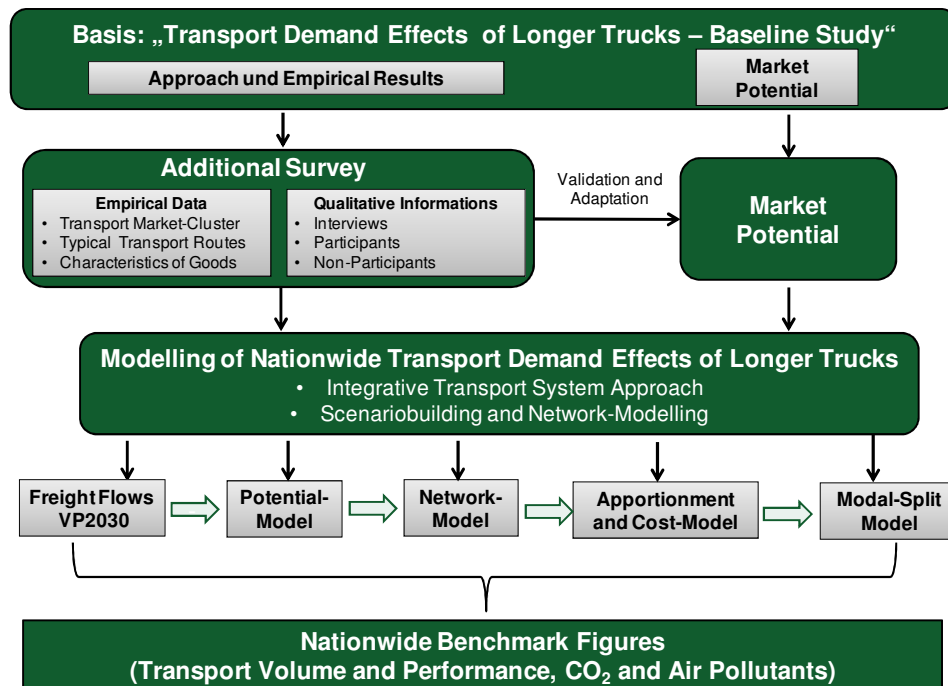 Basis: „Transport Demand Effects of Longer Trucks – Baseline Study“
Approach und Empirical Results
Market
Potential
Additional Survey
Empirical Data
• Transport Market-Cluster
• Typical Transport Routes
• Characteristics of Goods
Qualitative Informations
• Interviews
• Participants
• Non-Participants
Validation and
Adaptation
Market
Potential
Modelling of Nationwide Transport Demand Effects of Longer Trucks
• Integrative Transport System Approach
• Scenariobuilding and Network-Modelling
Freight Flows
VP2030
Potential-
Model
Network-
Model
Apportionment
and Cost-Model
Modal-Split
Model
Nationwide Benchmark Figures
(Transport Volume and Performance, CO₂ and Air Pollutants)